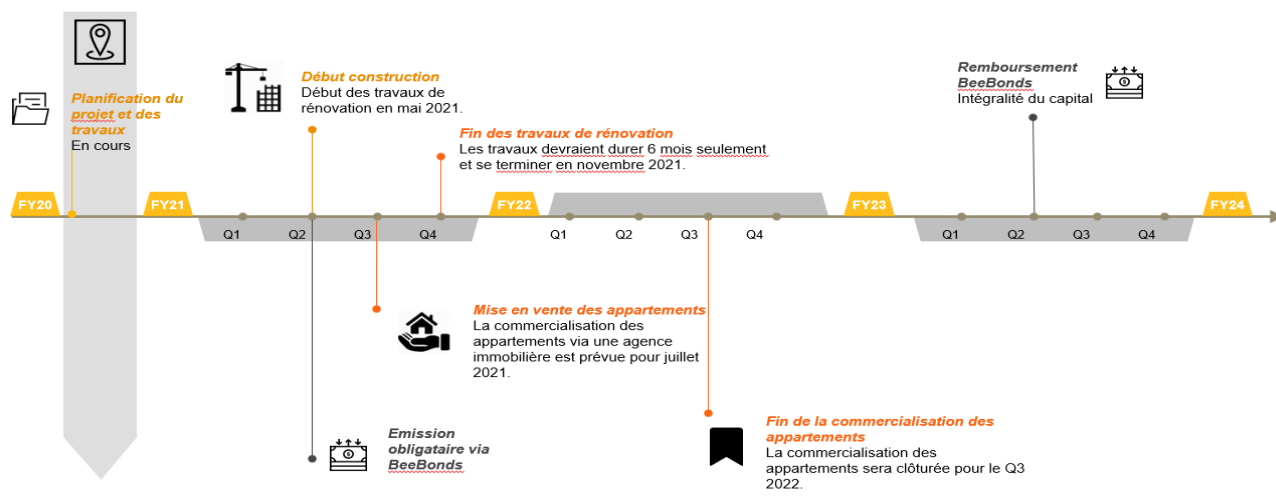 Planification du
projet et des
travaux
En cours
Début construction
Début des travaux de
rénovation en mai 2021.
Fin des travaux de rénovation
Les travaux devraient durer 6 mois seulement
et se terminer en novembre 2021.
Remboursement
BeeBonds
Intégralité du capital
FY20
FY21
FY22
FY23
FY24
Q1
Q2
Q3
Q4
Q1
Q2
Q3
Q4
Q1
Q2
Q3
Q4
Mise en vente des appartements
La commercialisation des
appartements via une agence
immobilière est prévue pour juillet
2021.
Emission
obligataire via
BeeBonds
Fin de la commercialisation des
appartements
La commercialisation des
appartements sera clôturée pour le Q3
2022.